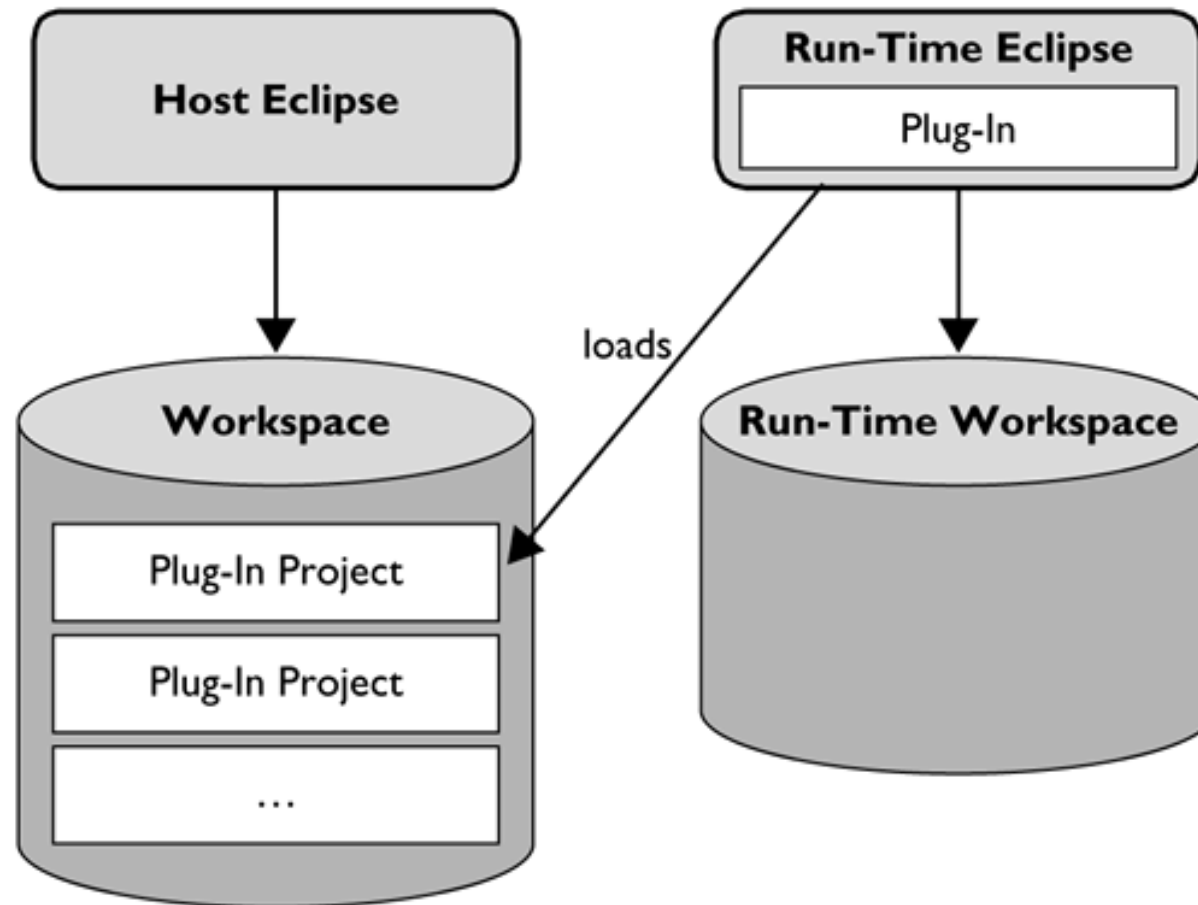 Host Eclipse
Run-Time Eclipse
Plug-In
loads
Workspace
Run-Time Workspace
Plug-In Project
Plug-In Project
...